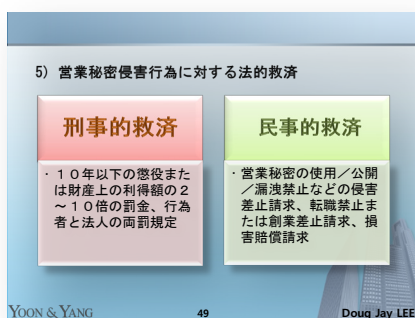 5) 営業秘密侵害行為に対する法的救済
刑事的救済
・１０年以下の懲役また
は財産上の利得額の２
～１０倍の罰金、行為
者と法人の両罰規定
民事的救済
・営業秘密の使用／公開
／漏洩禁止などの侵害
差止請求、転職禁止ま
たは創業差止請求、損
害賠償請求
YOON & YANG
49
Doug Jay LEE